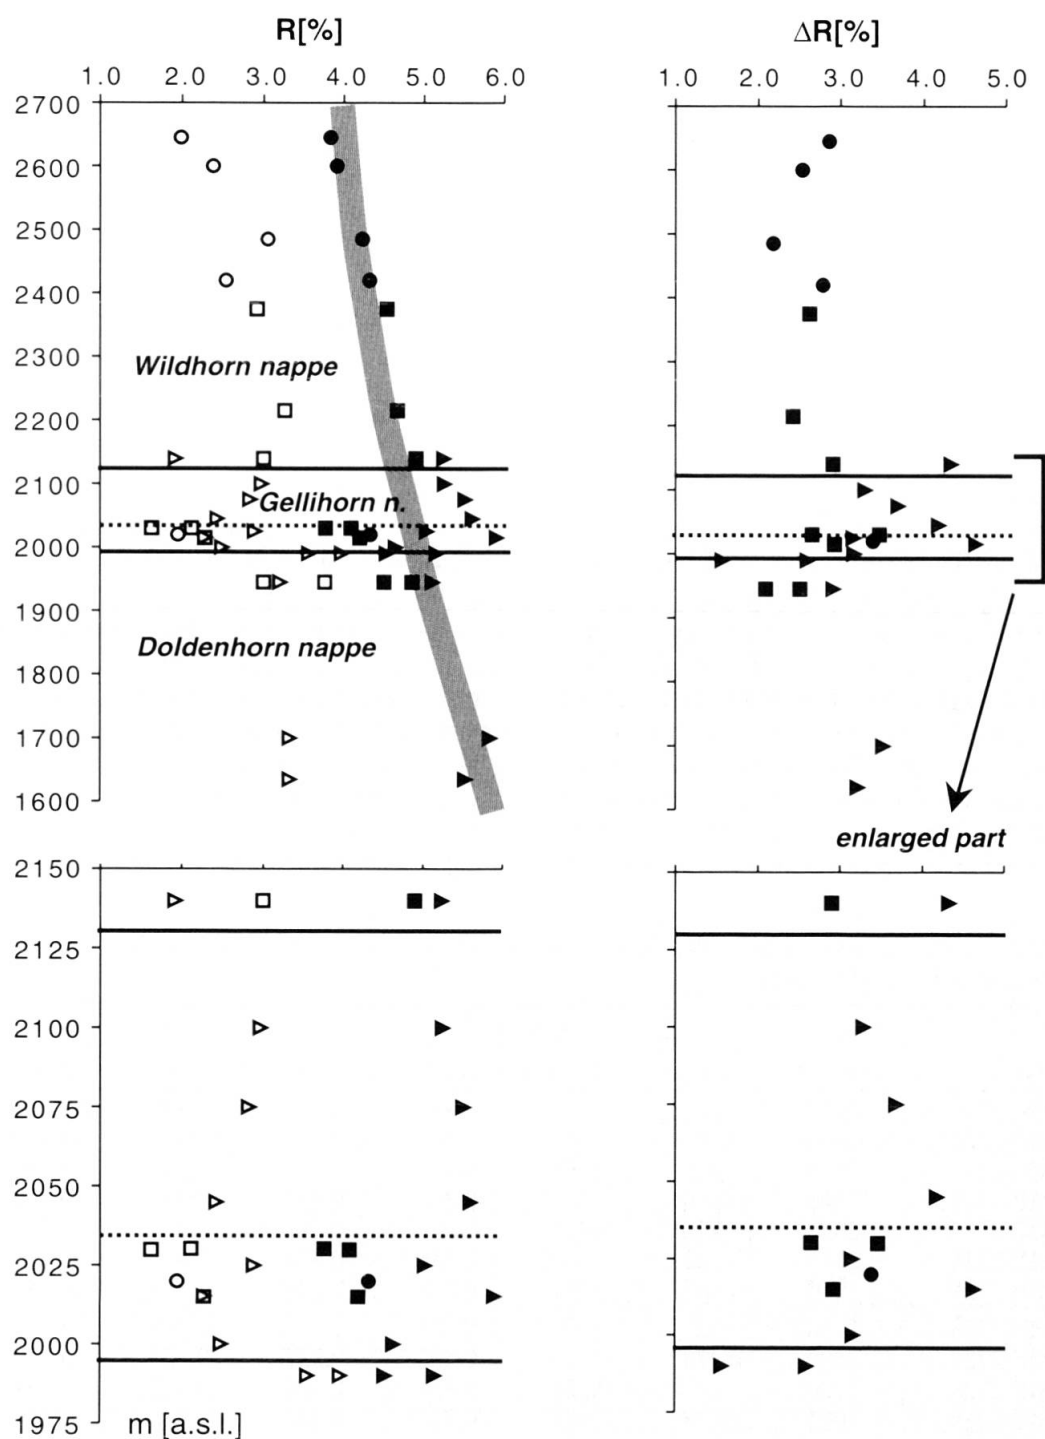 R[%]
ΔR[%]
1.0 2.0 3.0 4.0 5.0 6.0
1.0 2.0 3.0 4.0 5.0
2700
2600
2500
2400
2300
Wildhorn nappe
2200
2100
Gellihorn n.
2000
1900
Doldenhorn nappe
1800
1700
1600
enlarged part
2150
2125
2100
2075
2050
2025
2000
1975
m [a.s.l.]